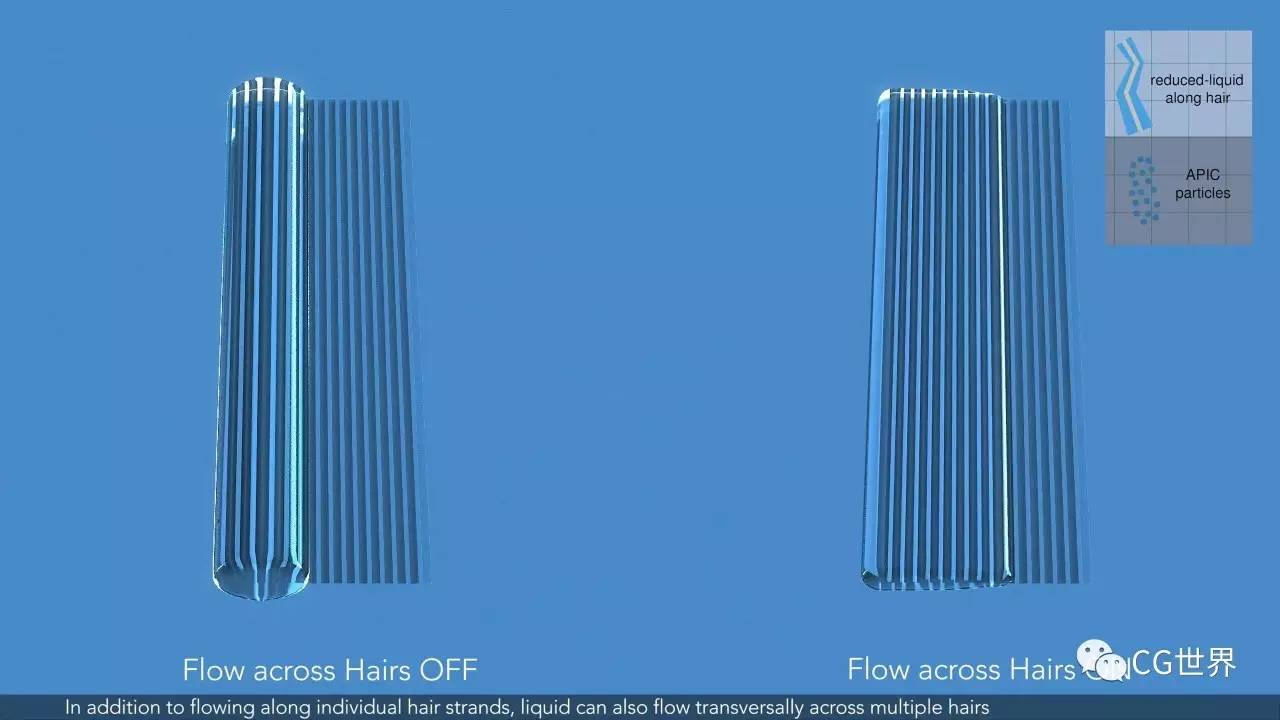 reduced-liquid
along hair
APIC
particles
Flow across Hairs OFF
Flow across Hairs
CG世界
In addition to flowing along individual hair strands, liquid can also flow transversally across multiple hairs